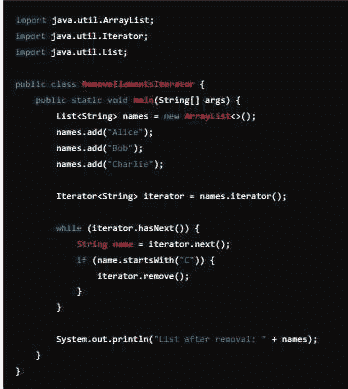 import java.util.ArrayList;
import java.util.Iterator;
import java.util.List;

public class RemoveElementsIterator {
    public static void main(String[] args) {
        List<String> names = new ArrayList<>();
        names.add("Alice");
        names.add("Bob");
        names.add("Charlie");

        Iterator<String> iterator = names.iterator();

        while (iterator.hasNext()) {
            String name = iterator.next();
            if (name.startsWith("C")) {
                iterator.remove();
            }
        }

        System.out.println("List after removal: " + names);
    }
}